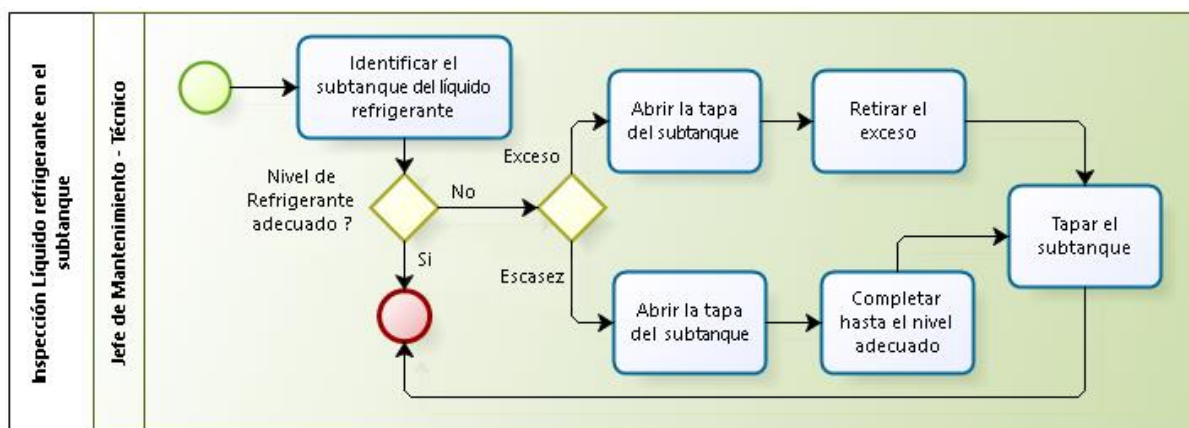 Inspección Líquido refrigerante en el
subtanque
Jefe de Mantenimiento - Técnico
Identificar el
subtanque del líquido
refrigerante
Nivel de
Refrigerante
adecuado ?
No
Si
Exceso
Escasez
Abrir la tapa
del subtanque
Retirar el
exceso
Abrir la tapa
del subtanque
Completar
hasta el nivel
adecuado
Tapar el
subtanque